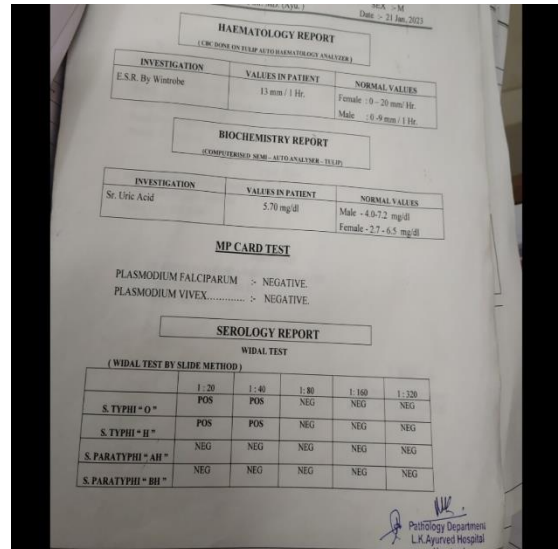 MD. (Ayu. )
SEX :- M
Date :- 21 Jan, 2023
HAEMATOLOGY REPORT
( CBC DONE ON TULIP AUTO HAEMATOLOGY ANALYZER )
INVESTIGATION VALUES IN PATIENT NORMAL VALUES
E.S.R. By Wintrobe 13 mm / 1 Hr. Female : 0 – 20 mm/ Hr.
Male : 0 -9 mm / 1 Hr.
BIOCHEMISTRY REPORT
(COMPUTERISED SEMI – AUTO ANALYSER – TULIP)
INVESTIGATION VALUES IN PATIENT NORMAL VALUES
Sr. Uric Acid 5.70 mg/dl Male - 4.0-7.2 mg/dl
Female - 2.7 - 6.5 mg/dl
MP CARD TEST
PLASMODIUM FALCIPARUM :- NEGATIVE.
PLASMODIUM VIVEX............. :- NEGATIVE.
SEROLOGY REPORT
WIDAL TEST
( WIDAL TEST BY SLIDE METHOD )
1 : 20 1 : 40 1 : 80 1: 160 1 : 320
S. TYPHI “ O ” POS POS NEG NEG NEG
S. TYPHI “ H ” POS POS NEG NEG NEG
S. PARATYPHI “ AH ” NEG NEG NEG NEG NEG
S. PARATYPHI “ BH ” NEG NEG NEG NEG NEG
Pathology Department
L.K.Ayurved Hospital